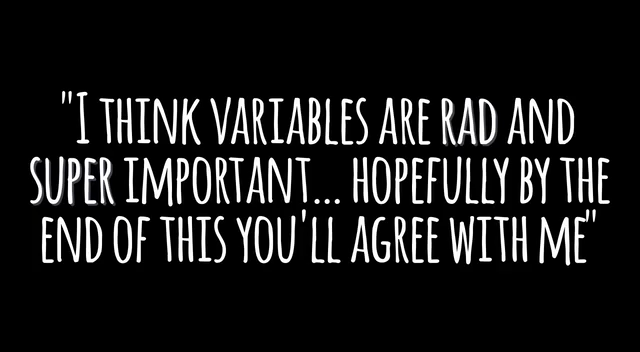 "I THINK VARIABLES ARE RAD AND
SUPER IMPORTANT... HOPEFULLY BY THE
END OF THIS YOU'LL AGREE WITH ME"